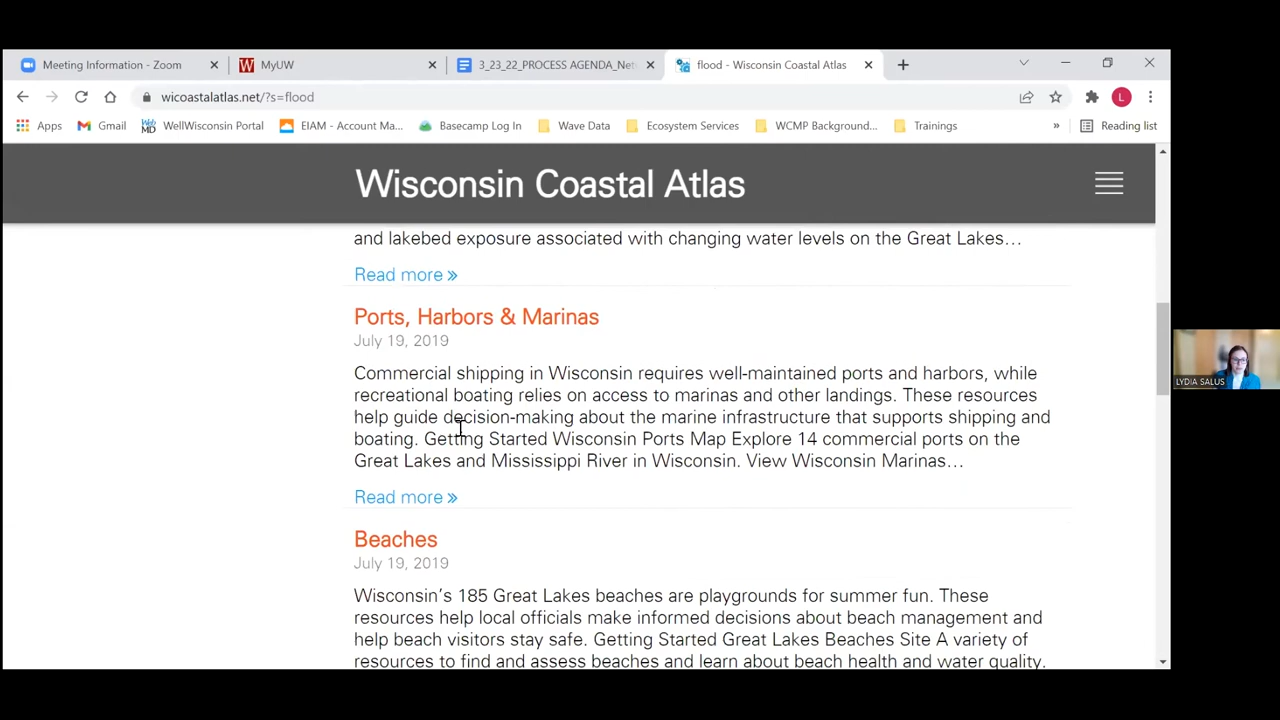 Meeting Information - Zoom
MyUW
3_23_22_PROCESS AGENDA_Net
flood - Wisconsin Coastal Atlas
wicoastalatlas.net/?s=flood
L
Apps
Gmail
WellWisconsin Portal
EIAM - Account Ma...
Basecamp Log In
Wave Data
Ecosystem Services
WCMP Background...
Trainings
»
Reading list
Wisconsin Coastal Atlas
and lakebed exposure associated with changing water levels on the Great Lakes…
Read more »
Ports, Harbors & Marinas
July 19, 2019
Commercial shipping in Wisconsin requires well-maintained ports and harbors, while
recreational boating relies on access to marinas and other landings. These resources
help guide decision-making about the marine infrastructure that supports shipping and
boating. Getting Started Wisconsin Ports Map Explore 14 commercial ports on the
Great Lakes and Mississippi River in Wisconsin. View Wisconsin Marinas…
Read more »
Beaches
July 19, 2019
Wisconsin's 185 Great Lakes beaches are playgrounds for summer fun. These
resources help local officials make informed decisions about beach management and
help beach visitors stay safe. Getting Started Great Lakes Beaches Site A variety of
resources to find and assess beaches and learn about beach health and water quality.
LYDIA SALUS